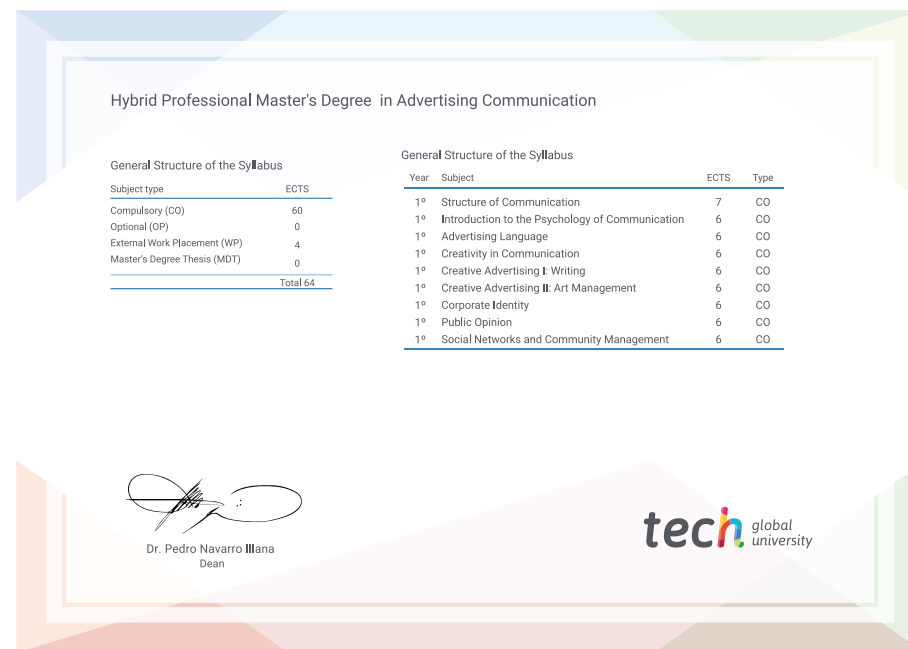 Hybrid Professional Master's Degree in Advertising Communication
General Structure of the Syllabus
Subject type ECTS
Compulsory (CO) 60
Optional (OP) 0
External Work Placement (WP) 4
Master's Degree Thesis (MDT) 0
Total 64
General Structure of the Syllabus
Year Subject ECTS Type
1º Structure of Communication 7 CO
1º Introduction to the Psychology of Communication 6 CO
1º Advertising Language 6 CO
1º Creativity in Communication 6 CO
1º Creative Advertising I: Writing 6 CO
1º Creative Advertising II: Art Management 6 CO
1º Corporate Identity 6 CO
1º Public Opinion 6 CO
1º Social Networks and Community Management 6 CO
Dr. Pedro Navarro Illana
Dean
tech global
university